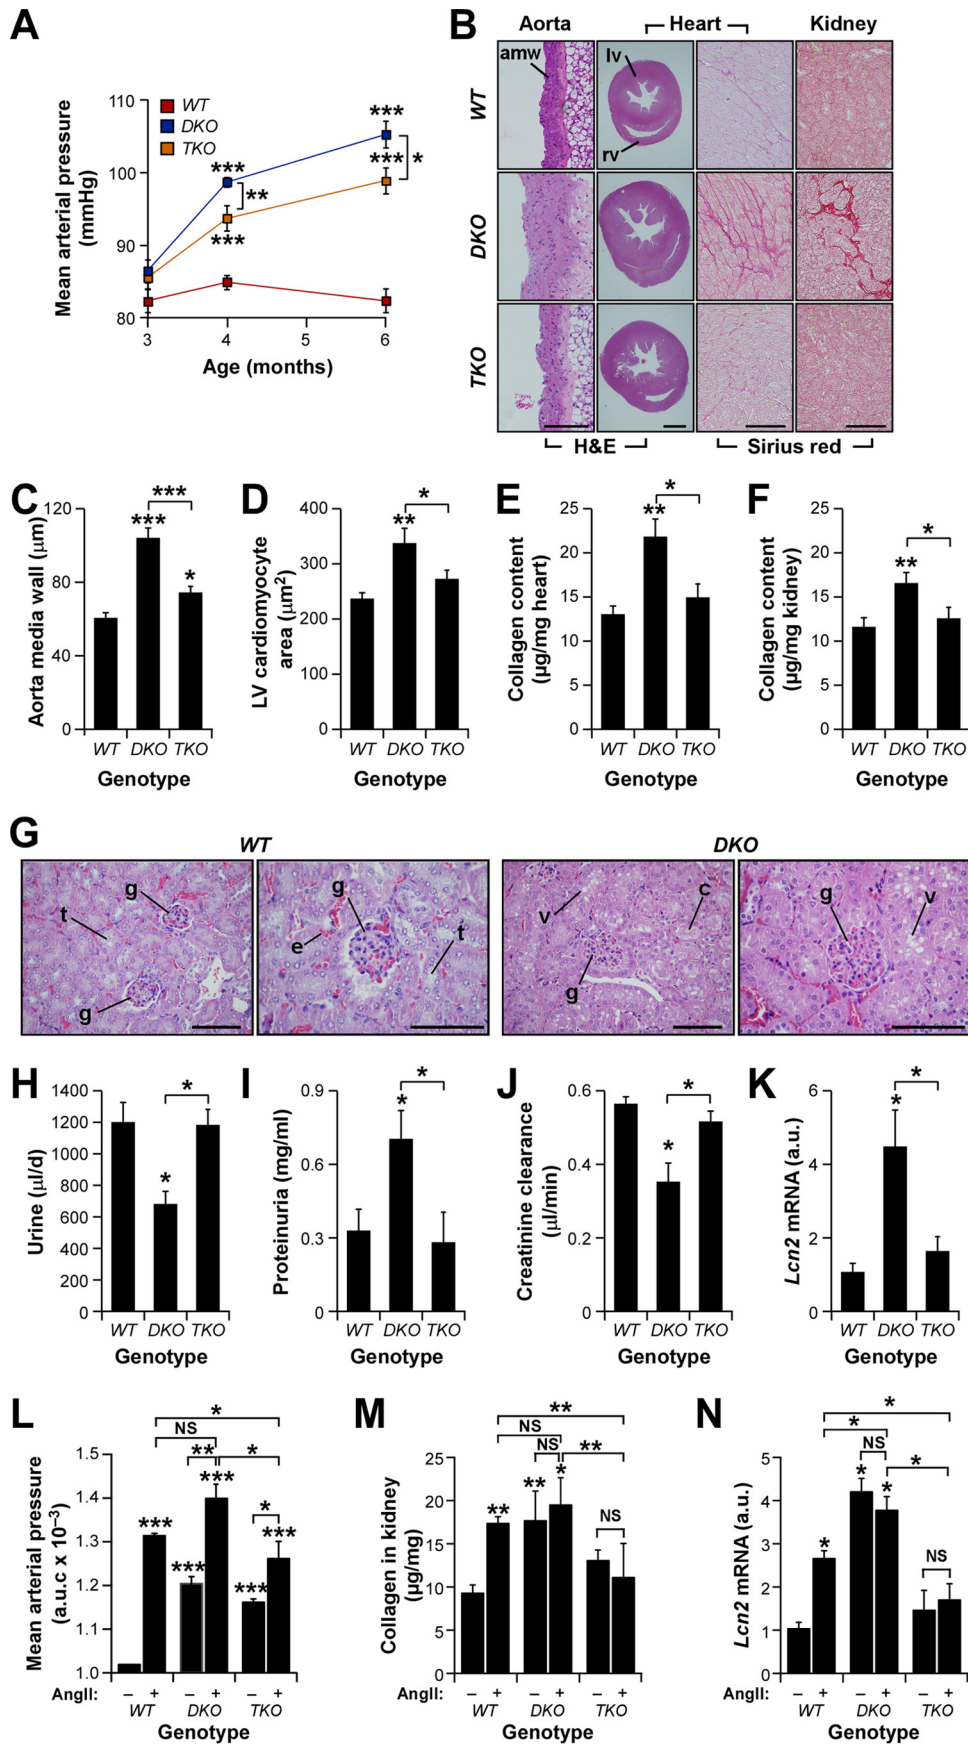 A
Mean arterial pressure
(mmHg)
110
100
90
80
WT
DKO
TKO
***
***
**
***
***
*
3
4
5
6
Age (months)
B
Aorta
Heart
Kidney
amw
lv
rv
WT
DKO
TKO
H&E
Sirius red
C
Aorta media wall (µm)
120
80
40
0
***
***
*
WT DKO TKO
Genotype
D
LV cardiomyocyte
area (µm²)
400
300
200
100
0
**
*
WT DKO TKO
Genotype
E
Collagen content
(µg/mg heart)
25
20
15
10
5
0
**
*
WT DKO TKO
Genotype
F
Collagen content
(µg/mg kidney)
25
20
15
10
5
0
**
*
WT DKO TKO
Genotype
G
WT
DKO
g
t
g
g
e
t
v
c
g
g
v
H
Urine (µl/d)
1400
1200
1000
800
600
400
200
0
*
*
WT DKO TKO
Genotype
I
Proteinuria (mg/ml)
0.9
0.6
0.3
0
*
*
WT DKO TKO
Genotype
J
Creatinine clearance
(µl/min)
0.6
0.4
0.2
0
*
*
WT DKO TKO
Genotype
K
Lcn2 mRNA (a.u.)
6
4
2
0
*
*
WT DKO TKO
Genotype
L
Mean arterial pressure
(a.u.c x 10⁻³)
1.5
1.4
1.3
1.2
1.1
1.0
*
NS
**
*
***
***
***
*
***
***
AngII: – + – + – +
WT DKO TKO
Genotype
M
Collagen in kidney
(µg/mg)
25
20
15
10
5
0
**
NS
NS
**
**
**
*
NS
AngII: – + – + – +
WT DKO TKO
Genotype
N
Lcn2 mRNA (a.u.)
5
4
3
2
1
0
*
*
NS
*
*
*
*
NS
AngII: – + – + – +
WT DKO TKO
Genotype